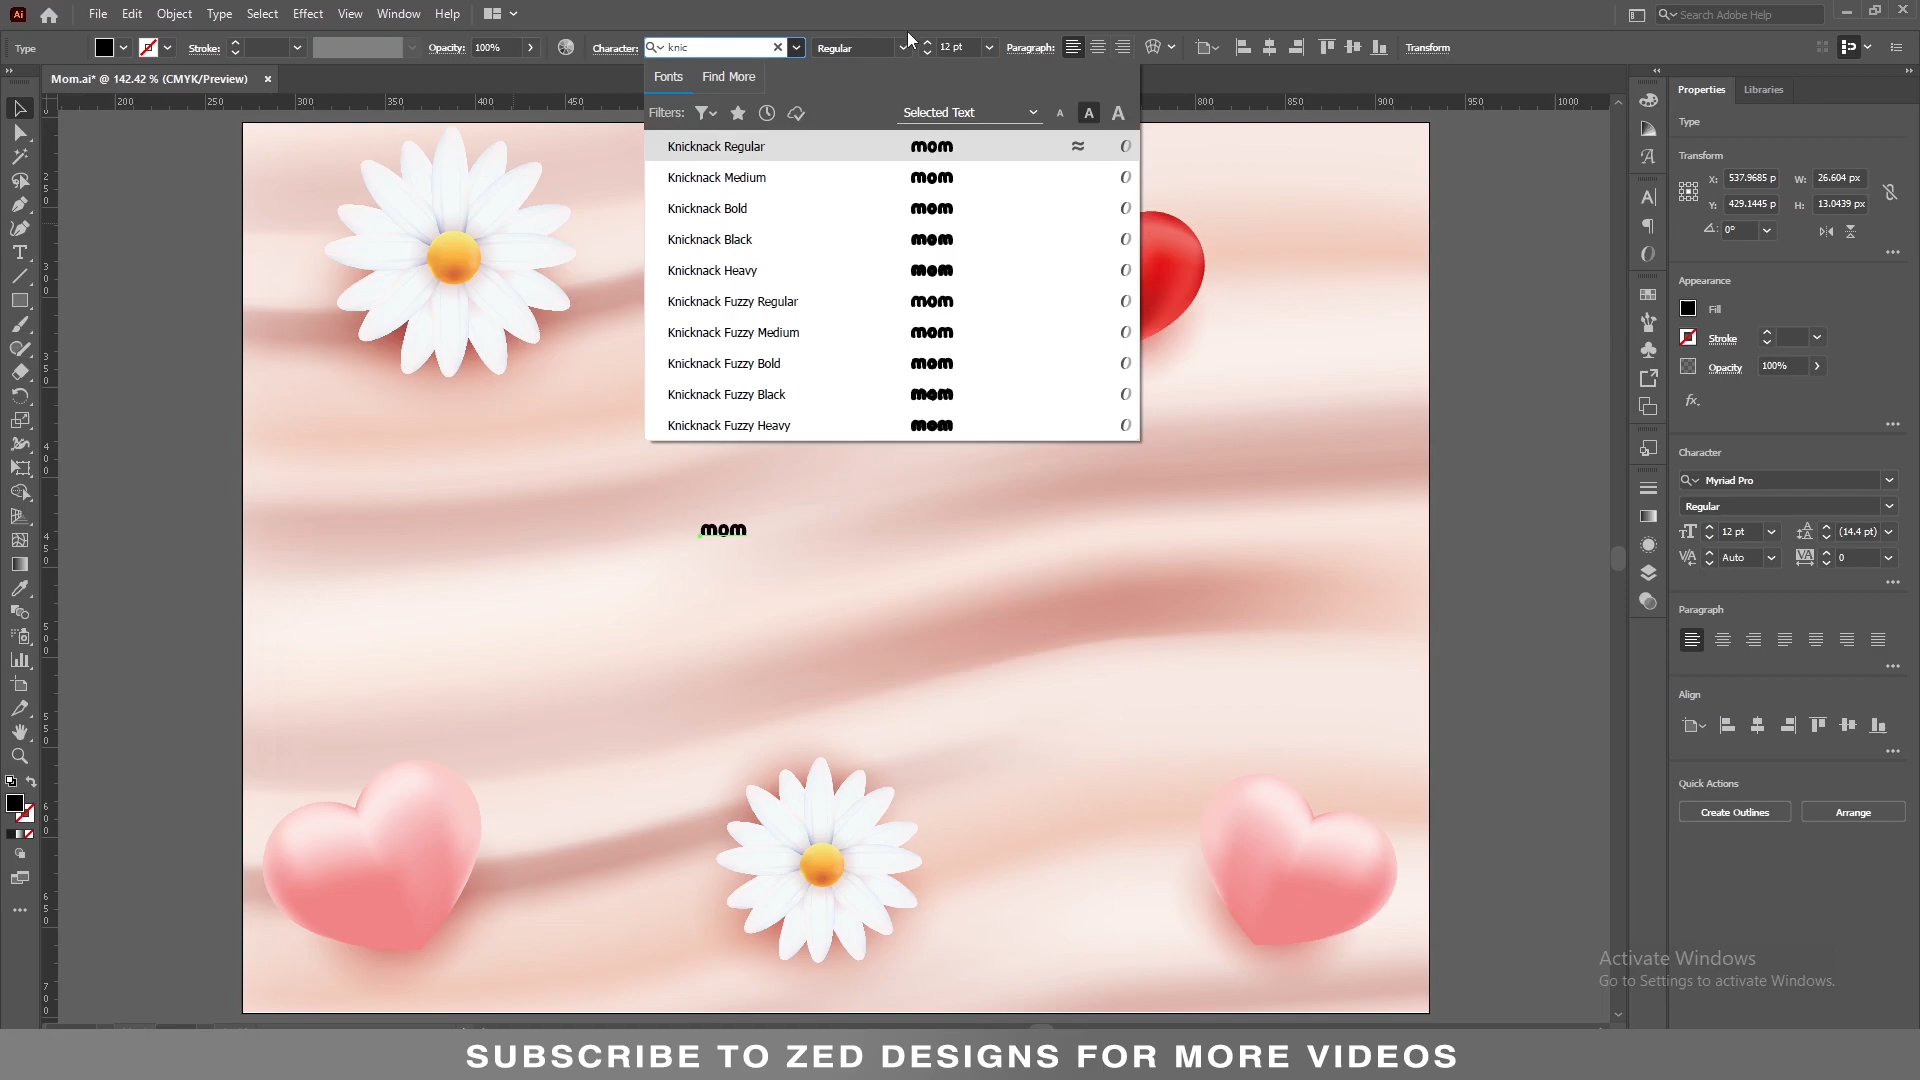 Ai File Edit Object Type Select Effect View Window Help Search Adobe Help
Type Stroke: Opacity: 100% Character: knic Regular 12 pt Paragraph: Transform
Mom.ai* @ 142.42 % (CMYK/Preview) ×
200 250 300 350 400 450 800 850 900 950 1000
Fonts Find More
Filters: Selected Text A A A
Knicknack Regular mom
Knicknack Medium mom
Knicknack Bold mom
Knicknack Black mom
Knicknack Heavy mom
Knicknack Fuzzy Regular mom
Knicknack Fuzzy Medium mom
Knicknack Fuzzy Bold mom
Knicknack Fuzzy Black mom
Knicknack Fuzzy Heavy mom
mom
Properties Libraries
Type
Transform
X: 537.9685 p W: 26.604 px
Y: 429.1445 p H: 13.0439 px
0°
Appearance
Fill
Stroke
Opacity 100%
fx.
Character
Myriad Pro
Regular
12 pt (14.4 pt)
Auto 0
Paragraph
Align
Quick Actions
Create Outlines Arrange
Activate Windows
Go to Settings to activate Windows.
SUBSCRIBE TO ZED DESIGNS FOR MORE VIDEOS